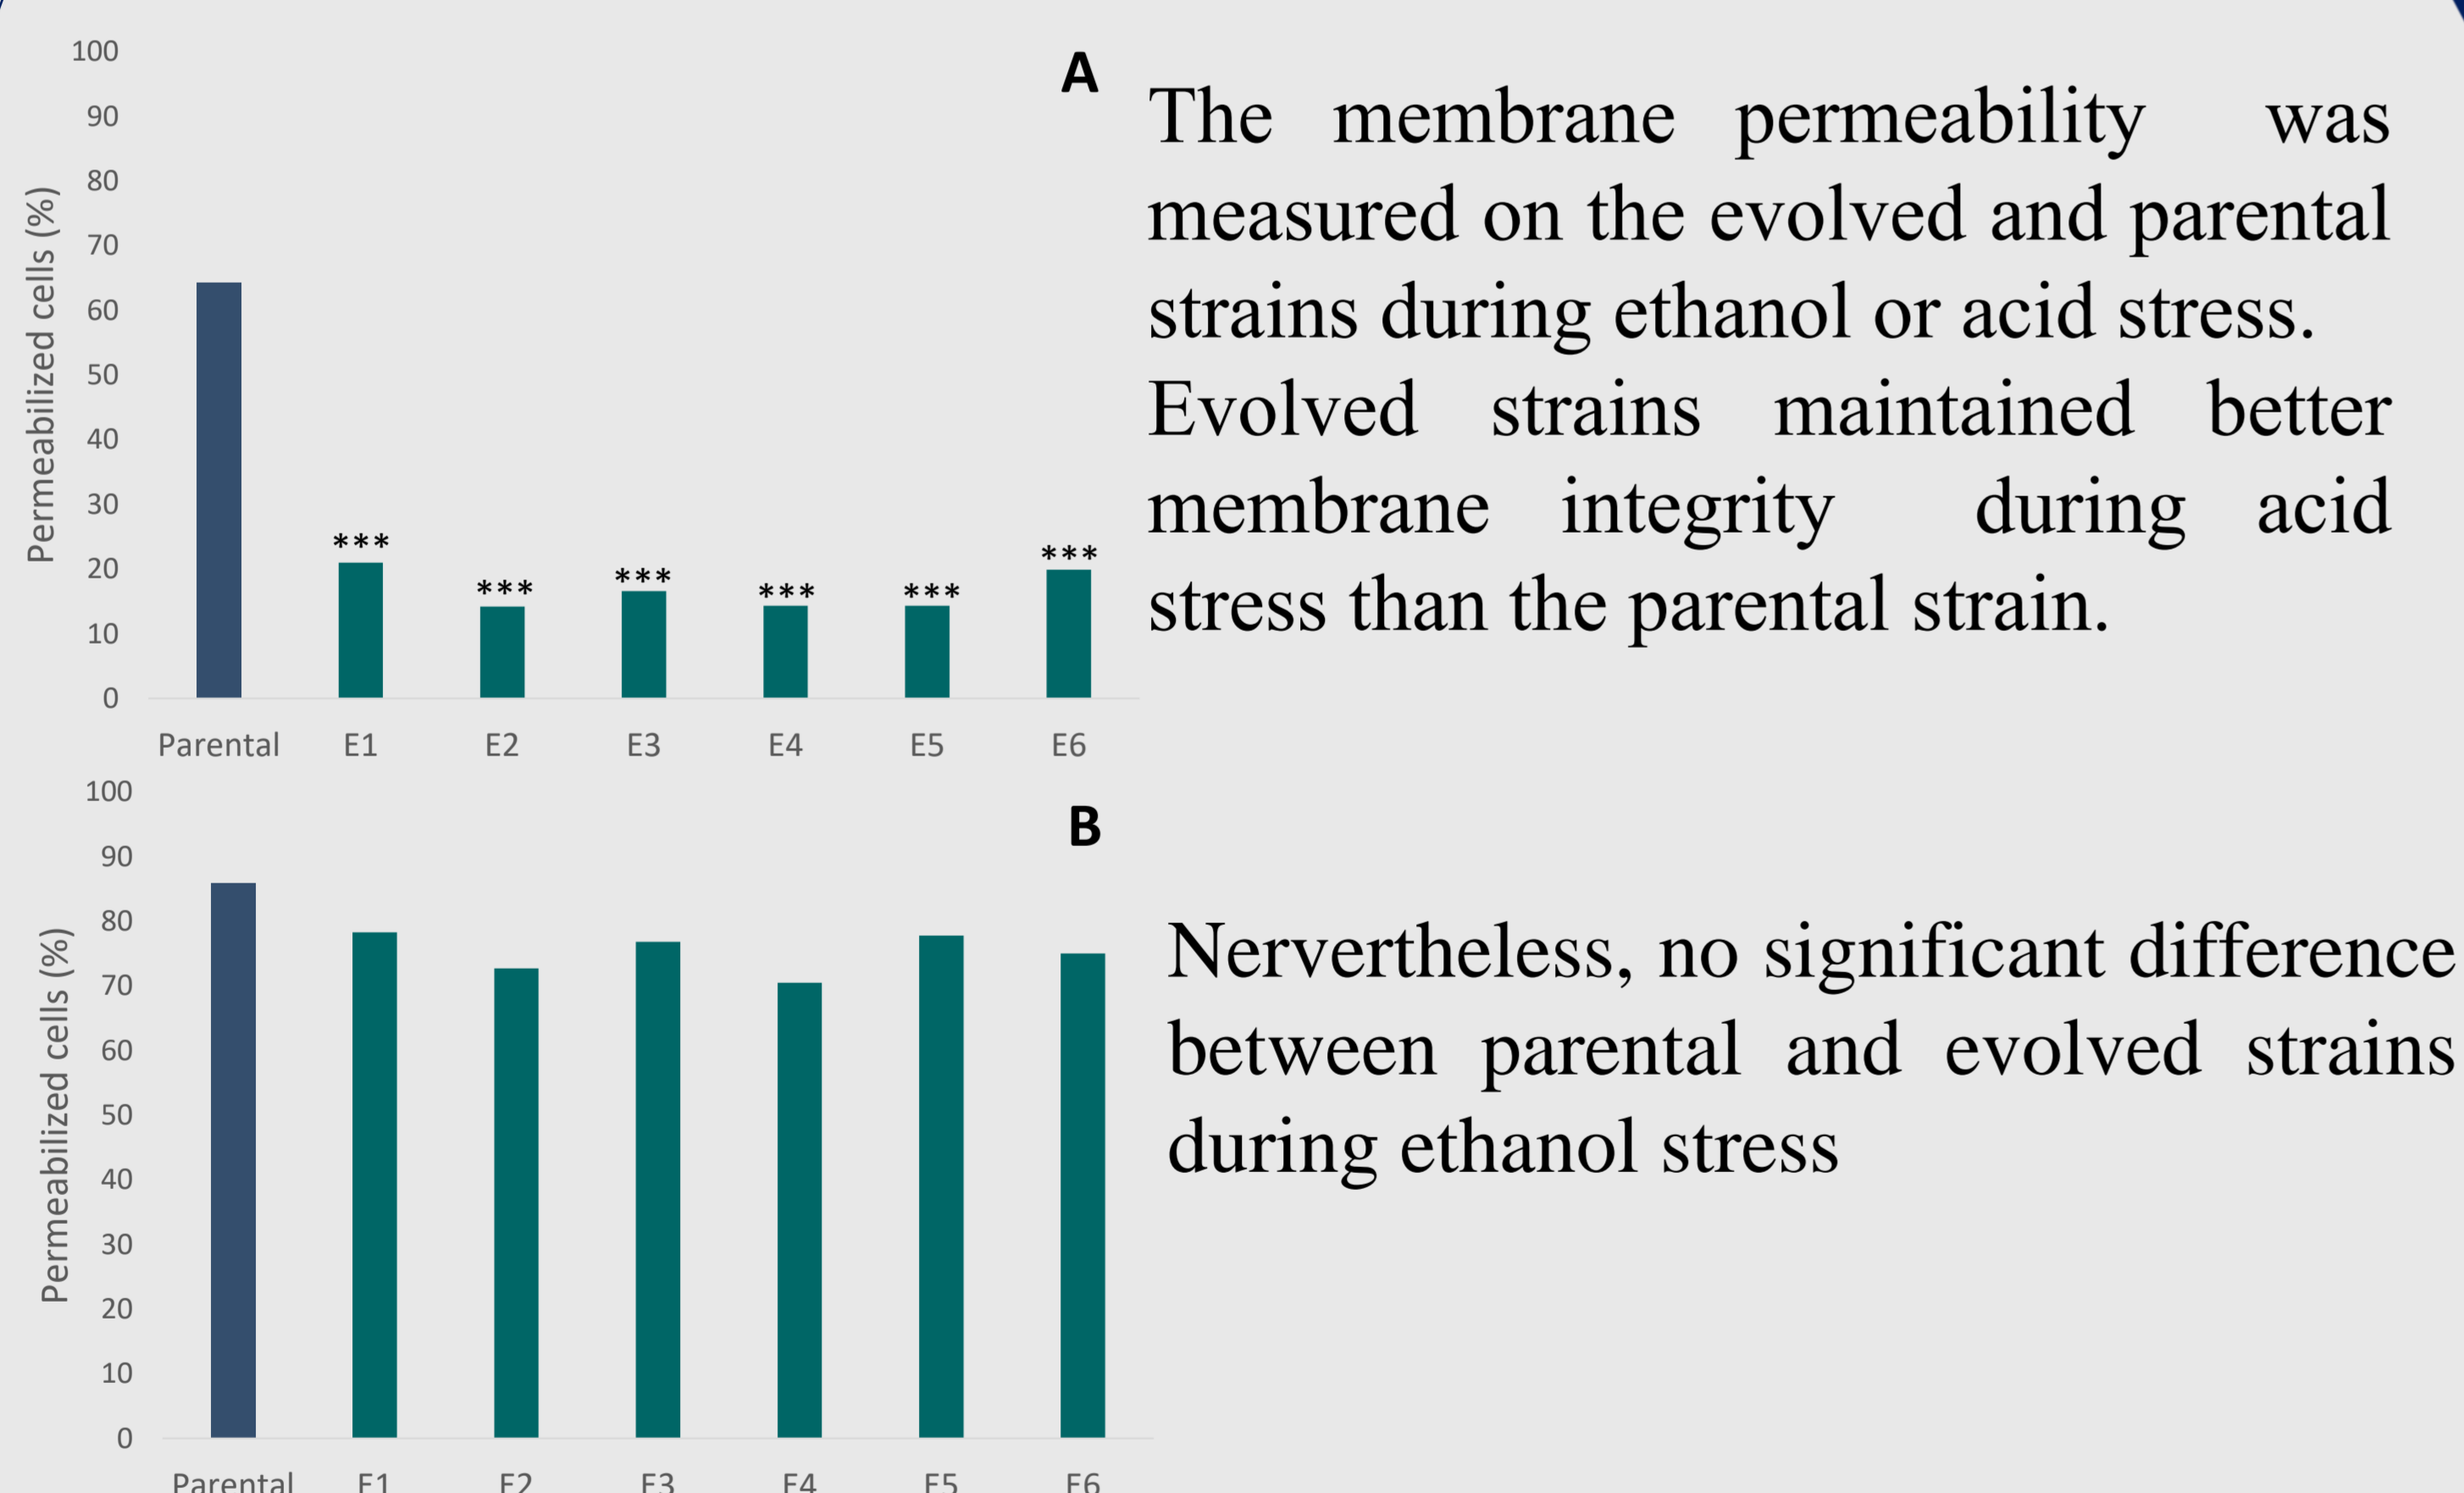 100
90
80
70
60
50
40
30
20
10
0
Permeabilized cells (%)
A
***
***
***
***
***
***
Parental E1 E2 E3 E4 E5 E6
The membrane permeability was
measured on the evolved and parental
strains during ethanol or acid stress.
Evolved strains maintained better
membrane integrity during acid
stress than the parental strain.
100
90
80
70
60
50
40
30
20
10
0
Permeabilized cells (%)
B
Parental E1 E2 E3 E4 E5 E6
Nervertheless, no significant difference
between parental and evolved strains
during ethanol stress